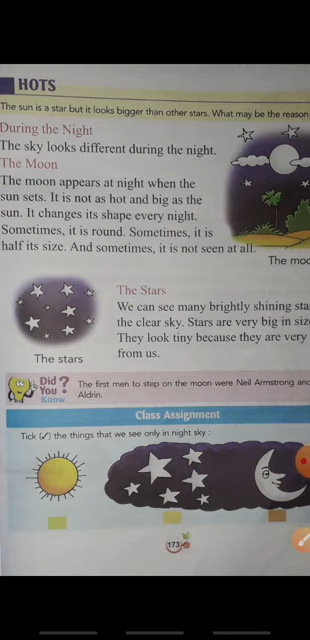 HOTS
The sun is a star but it looks bigger than other stars. What may be the reason
During the Night
The sky looks different during the night.
The Moon
The moon appears at night when the
sun sets. It is not as hot and big as the
sun. It changes its shape every night.
Sometimes, it is round. Sometimes, it is
half its size. And sometimes, it is not seen at all.
The moo
The Stars
We can see many brightly shining sta
the clear sky. Stars are very big in siz
They look tiny because they are very
from us.
The stars
Did You Know ?
The first men to step on the moon were Neil Armstrong and
Aldrin.
Class Assignment
Tick (✓) the things that we see only in night sky :
173